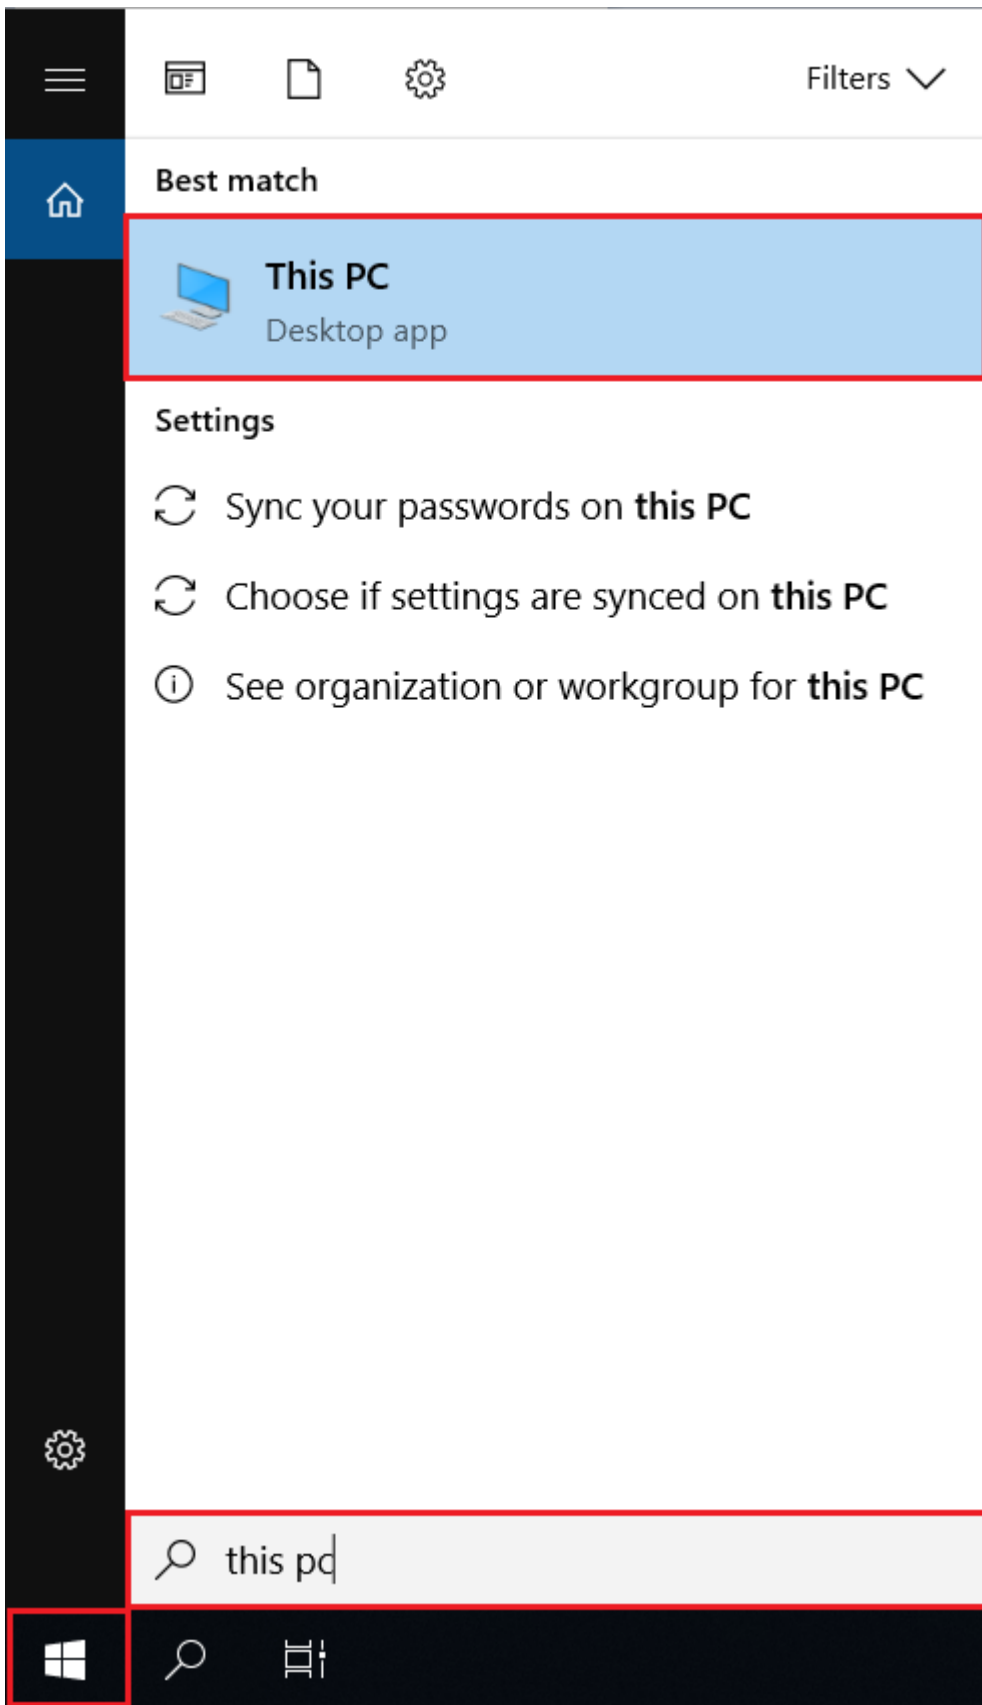 Filters
Best match
This PC
Desktop app
Settings
Sync your passwords on this PC
Choose if settings are synced on this PC
See organization or workgroup for this PC
this pc